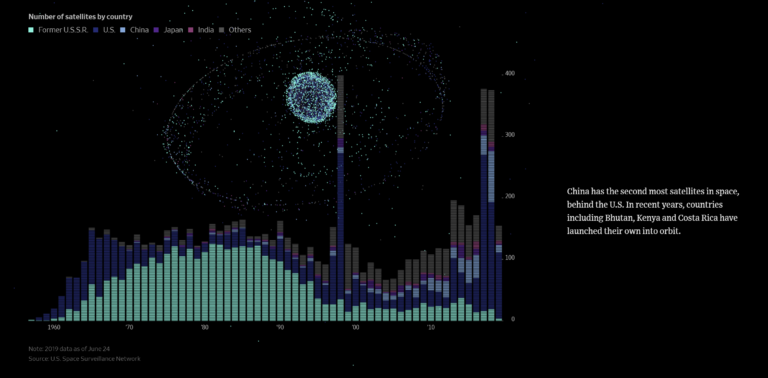 Number of satellites by country
Former U.S.S.R. U.S. China Japan India Others
400
300
200
100
0
1960 '70 '80 '90 '00 '10
China has the second most satellites in space,
behind the U.S. In recent years, countries
including Bhutan, Kenya and Costa Rica have
launched their own into orbit.
Note: 2019 data as of June 24
Source: U.S. Space Surveillance Network